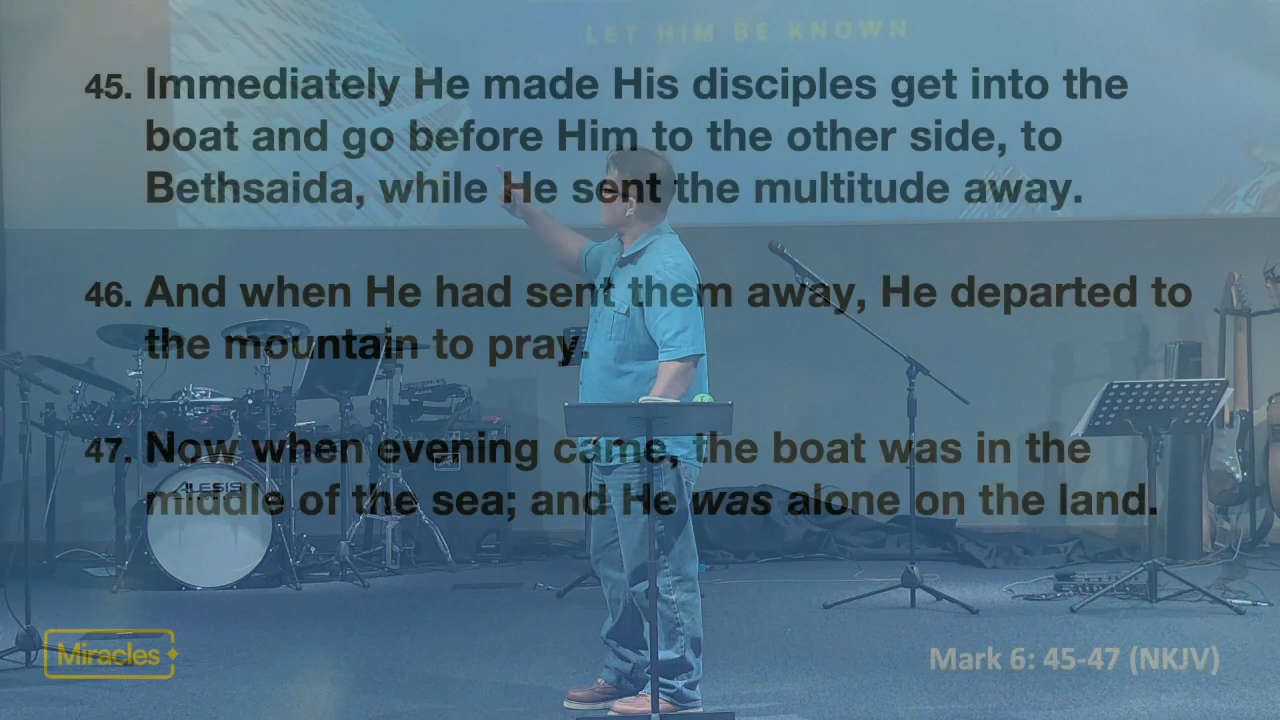 LET HIM BE KNOWN
45. Immediately He made His disciples get into the
boat and go before Him to the other side, to
Bethsaida, while He sent the multitude away.
46. And when He had sent them away, He departed to
the mountain to pray.
47. Now when evening came, the boat was in the
middle of the sea; and He was alone on the land.
ALESIS
Miracles
Mark 6: 45-47 (NKJV)